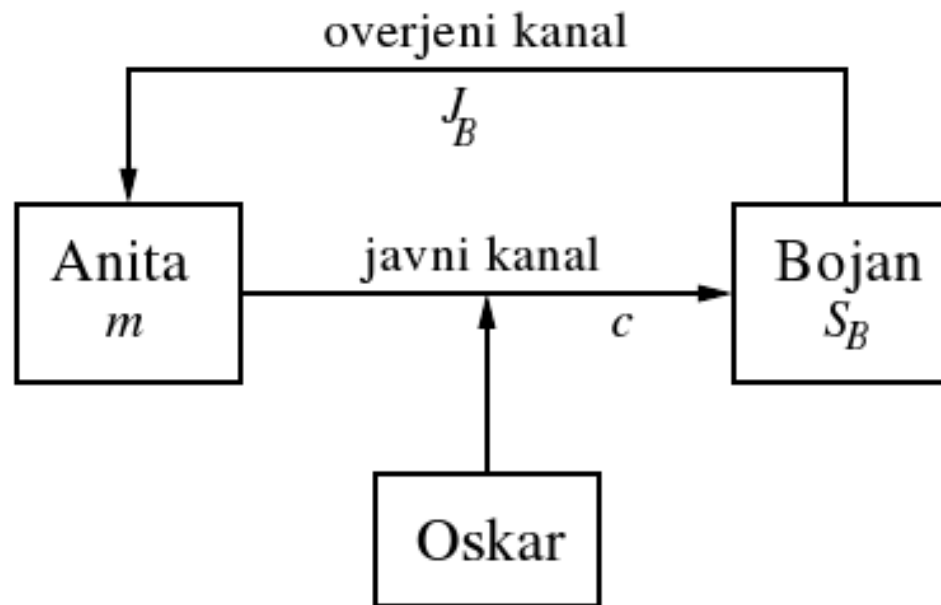 overjeni kanal
J_B
Anita
m
javni kanal
c
Bojan
S_B
Oskar